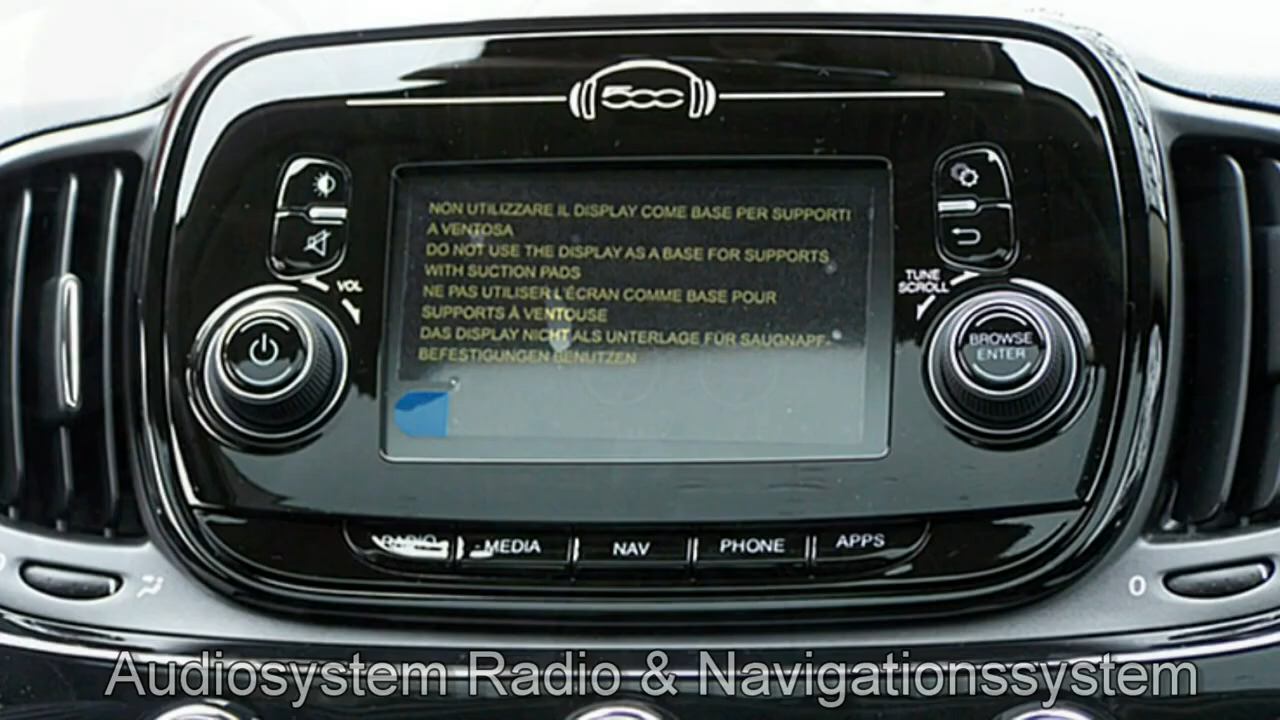 500
NON UTILIZZARE IL DISPLAY COME BASE PER SUPPORTI
A VENTOSA
DO NOT USE THE DISPLAY AS A BASE FOR SUPPORTS
WITH SUCTION PADS
NE PAS UTILISER L'ÉCRAN COMME BASE POUR
SUPPORTS À VENTOUSE
DAS DISPLAY NICHT ALS UNTERLAGE FÜR SAUGNAPF-
BEFESTIGUNGEN BENUTZEN
VOL
TUNE
SCROLL
BROWSE
ENTER
RADIO
MEDIA
NAV
PHONE
APPS
0
Audiosystem Radio & Navigationssystem